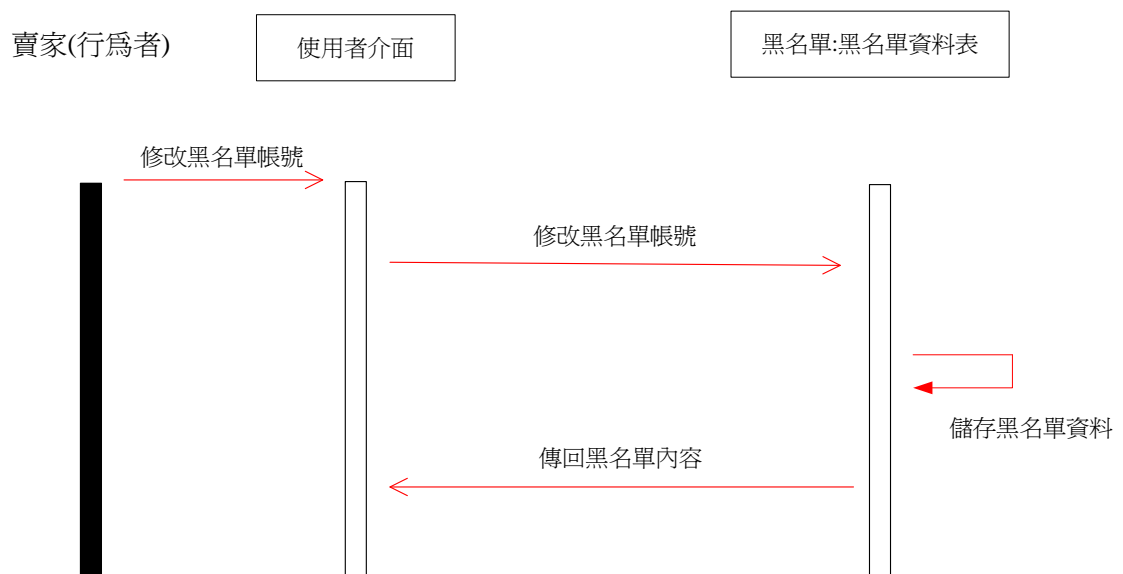 賣家(行爲者)
使用者介面
黑名單:黑名單資料表
修改黑名單帳號
修改黑名單帳號
儲存黑名單資料
傳回黑名單內容